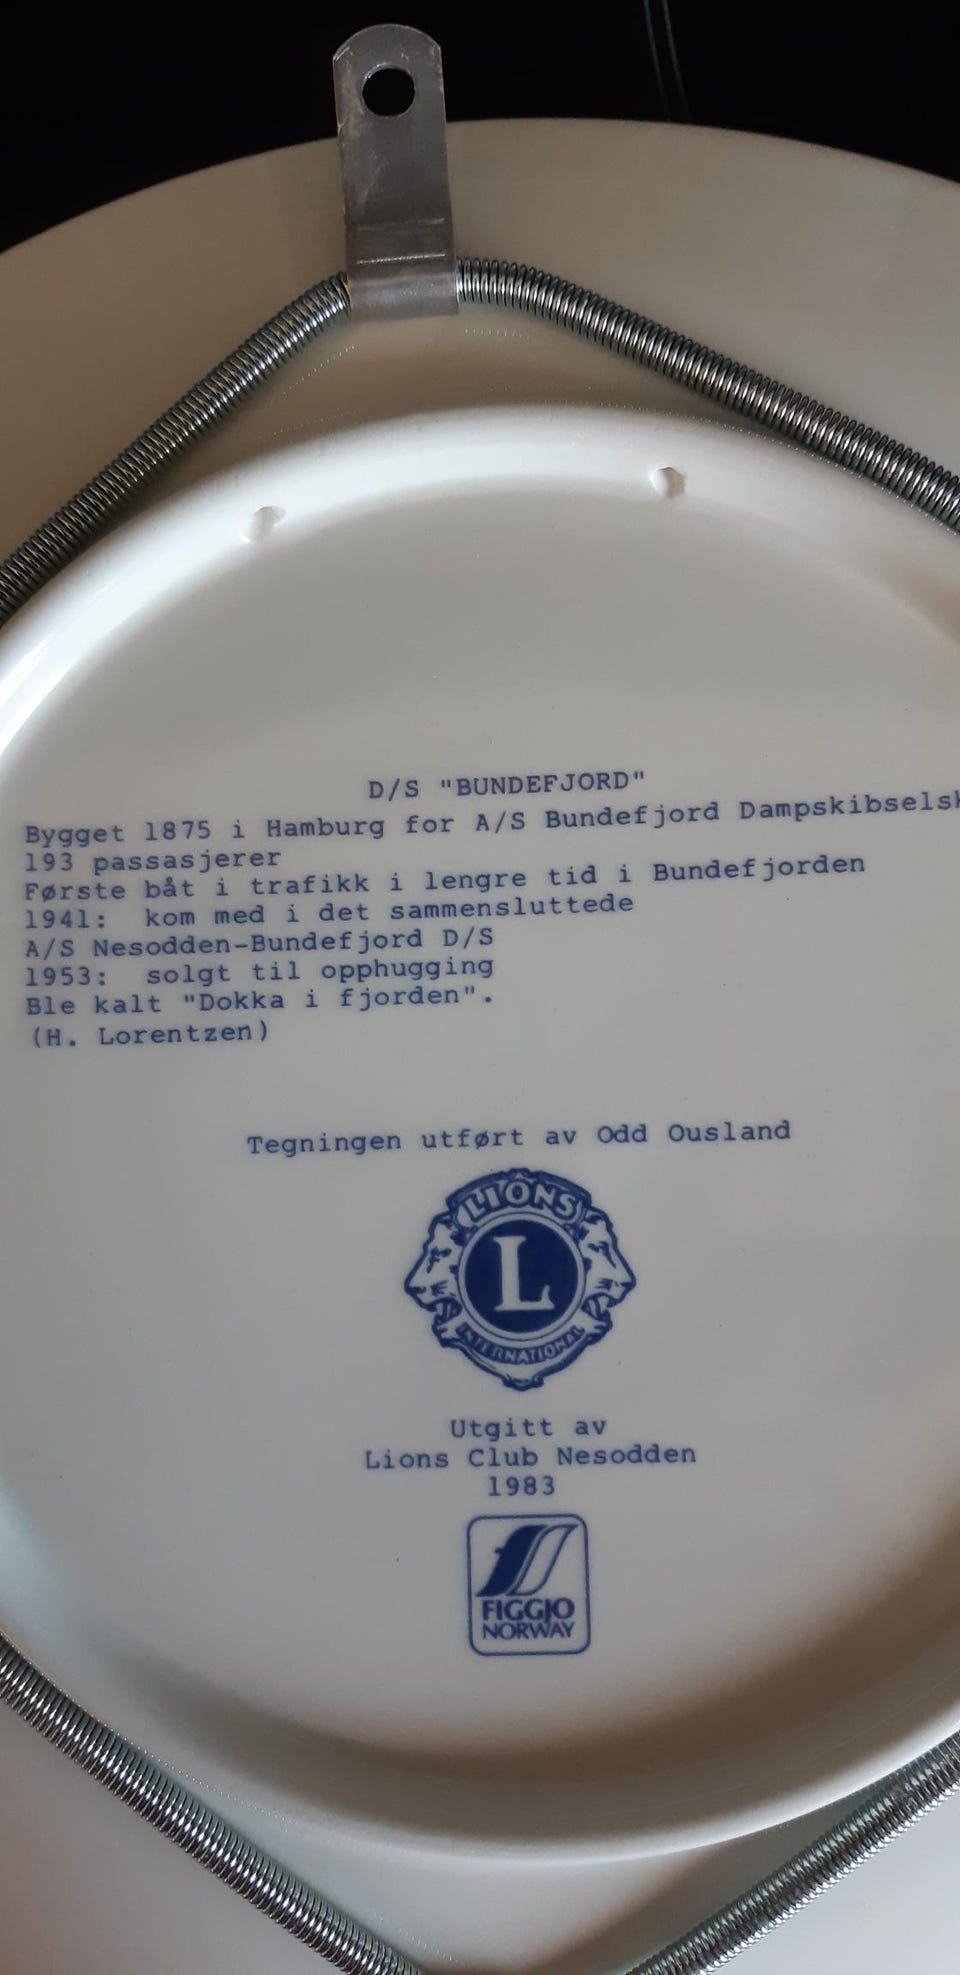 D/S "BUNDEFJORD"
Bygget 1875 i Hamburg for A/S Bundefjord
193 passasjerer
Første båt i trafikk i lengre tid i Bundefjorden
1941: kom med i det sammensluttede
A/S Nesodden-Bundefjord D/S
1953: solgt til opphugging
Ble kalt "Dokka i fjorden".
(H. Lorentzen)
Tegningen utført av Odd Ousland
LIONS
L
INTERNATIONAL
Utgitt av
Lions Club Nesodden
1983
FIGGJO
NORWAY